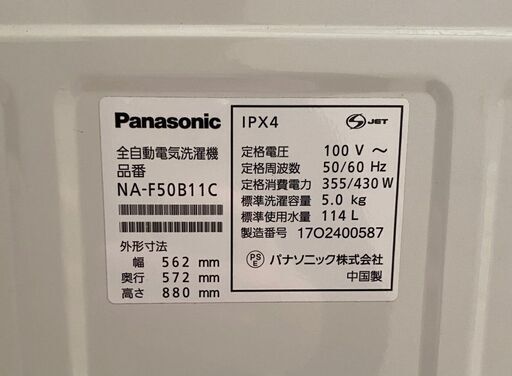 Panasonic
全自動電気洗濯機
品番
NA-F50B11C
外形寸法
幅 562 mm
奥行 572 mm
高さ 880 mm
IPX4
S JET
定格電圧 100 V ～
定格周波数 50/60 Hz
定格消費電力 355/430 W
標準洗濯容量 5.0 kg
標準使用水量 114 L
製造番号 1702400587
PS E パナソニック株式会社
中国製